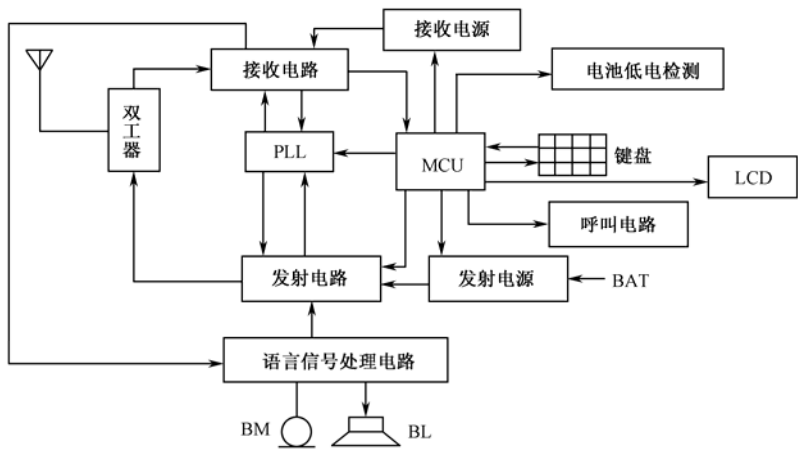 接收电源
接收电路
电池低电检测
双工器
PLL
MCU
键盘
LCD
呼叫电路
发射电路
发射电源
BAT
语言信号处理电路
BM
BL